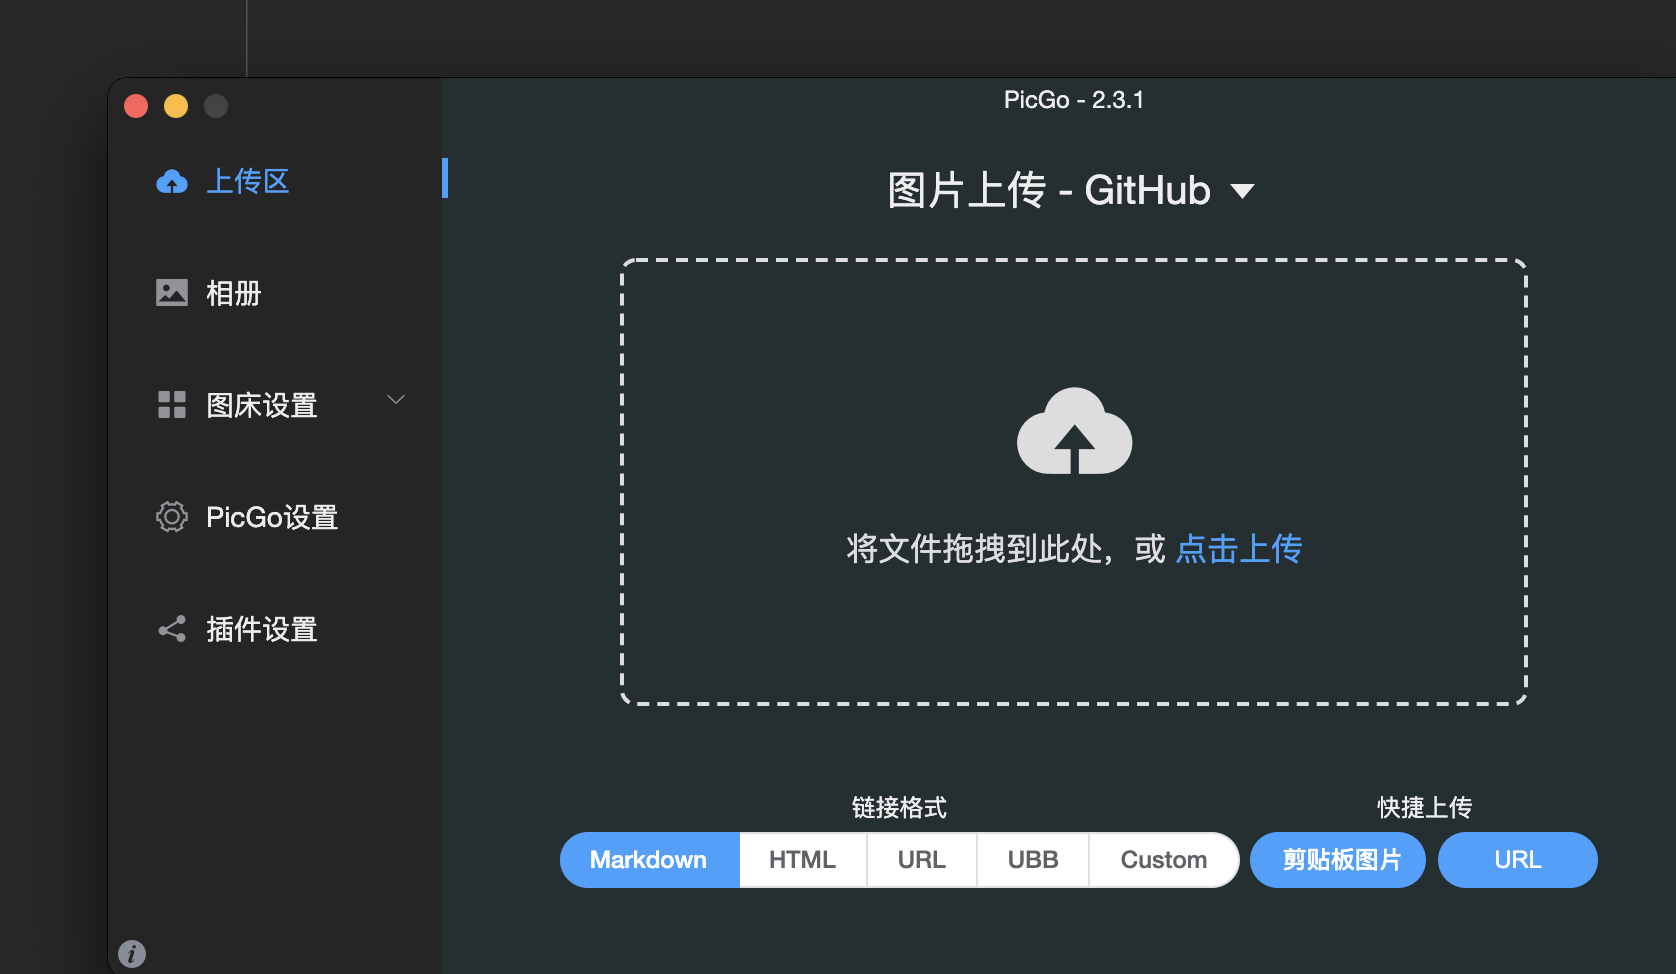 PicGo - 2.3.1
上传区
相册
图床设置
PicGo设置
插件设置
图片上传 - GitHub
将文件拖拽到此处，或 点击上传
链接格式
快捷上传
Markdown HTML URL UBB Custom 剪贴板图片 URL
i